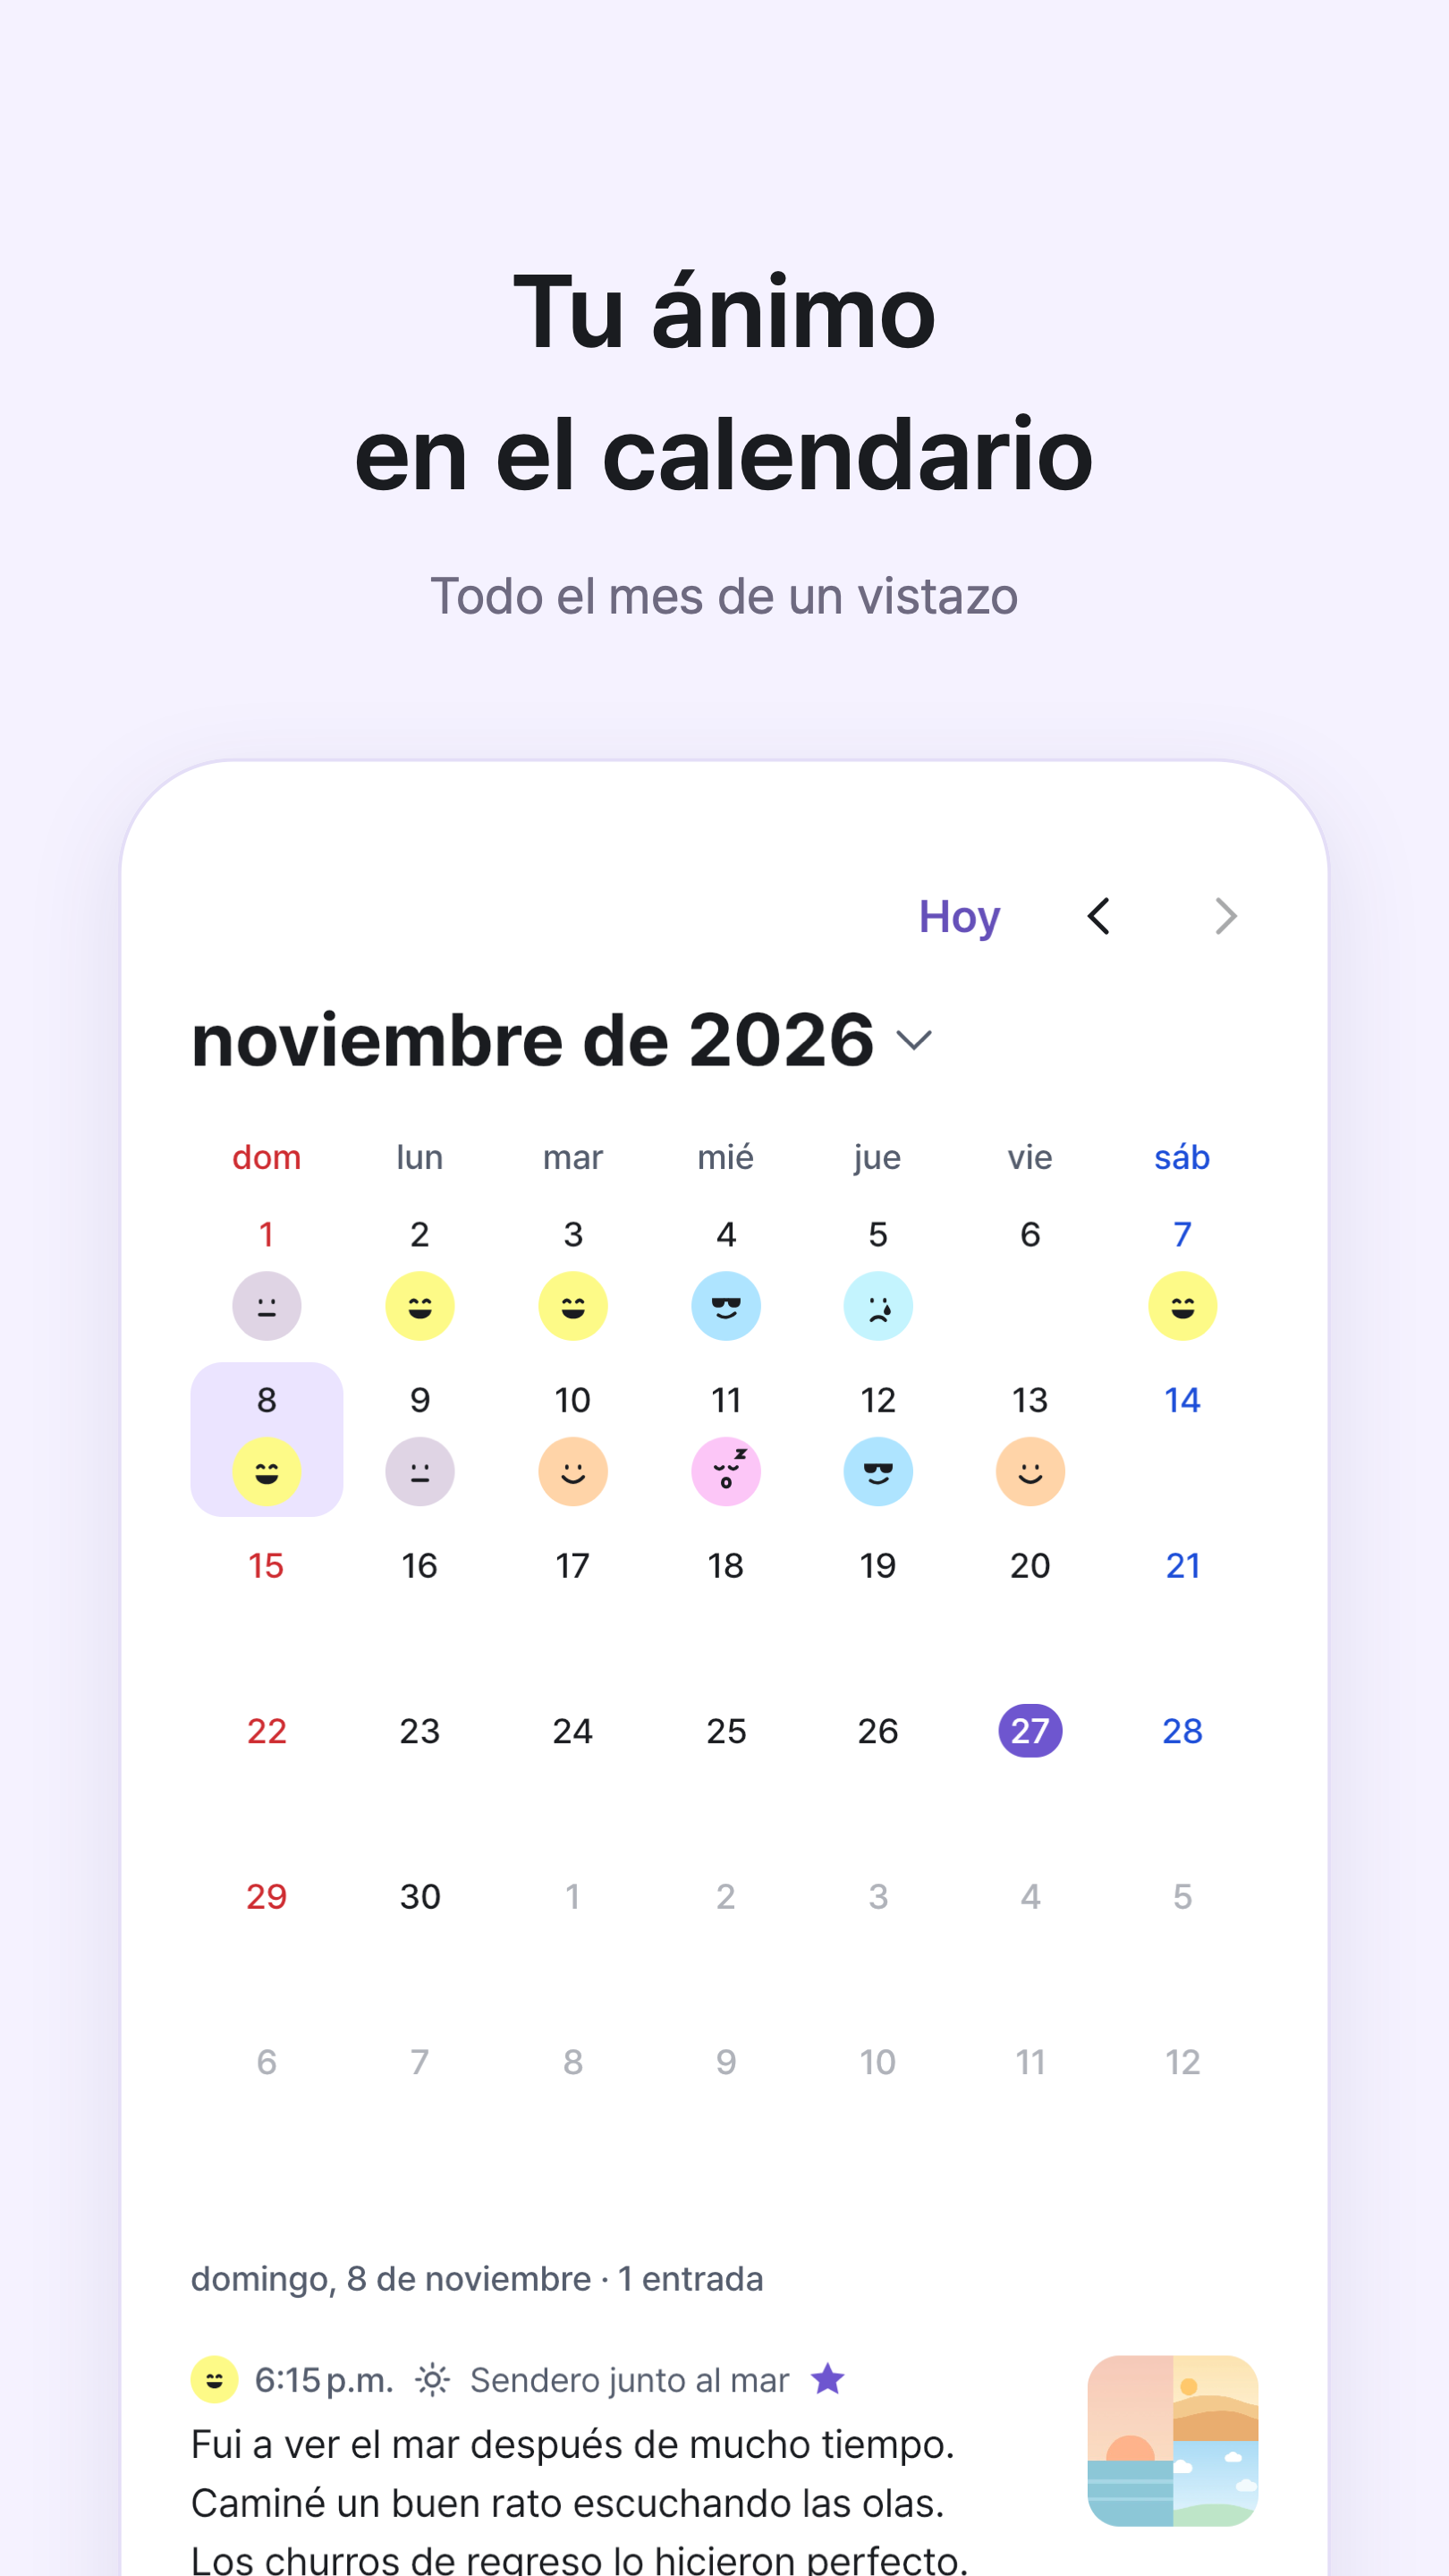 Tu ánimo
en el calendario
Todo el mes de un vistazo
Hoy
noviembre de 2026
dom lun mar mié jue vie sáb
1 2 3 4 5 6 7
8 9 10 11 12 13 14
15 16 17 18 19 20 21
22 23 24 25 26 27 28
29 30 1 2 3 4 5
6 7 8 9 10 11 12
domingo, 8 de noviembre · 1 entrada
6:15 p.m. Sendero junto al mar
Fui a ver el mar después de mucho tiempo.
Caminé un buen rato escuchando las olas.
Los churros de regreso lo hicieron perfecto.